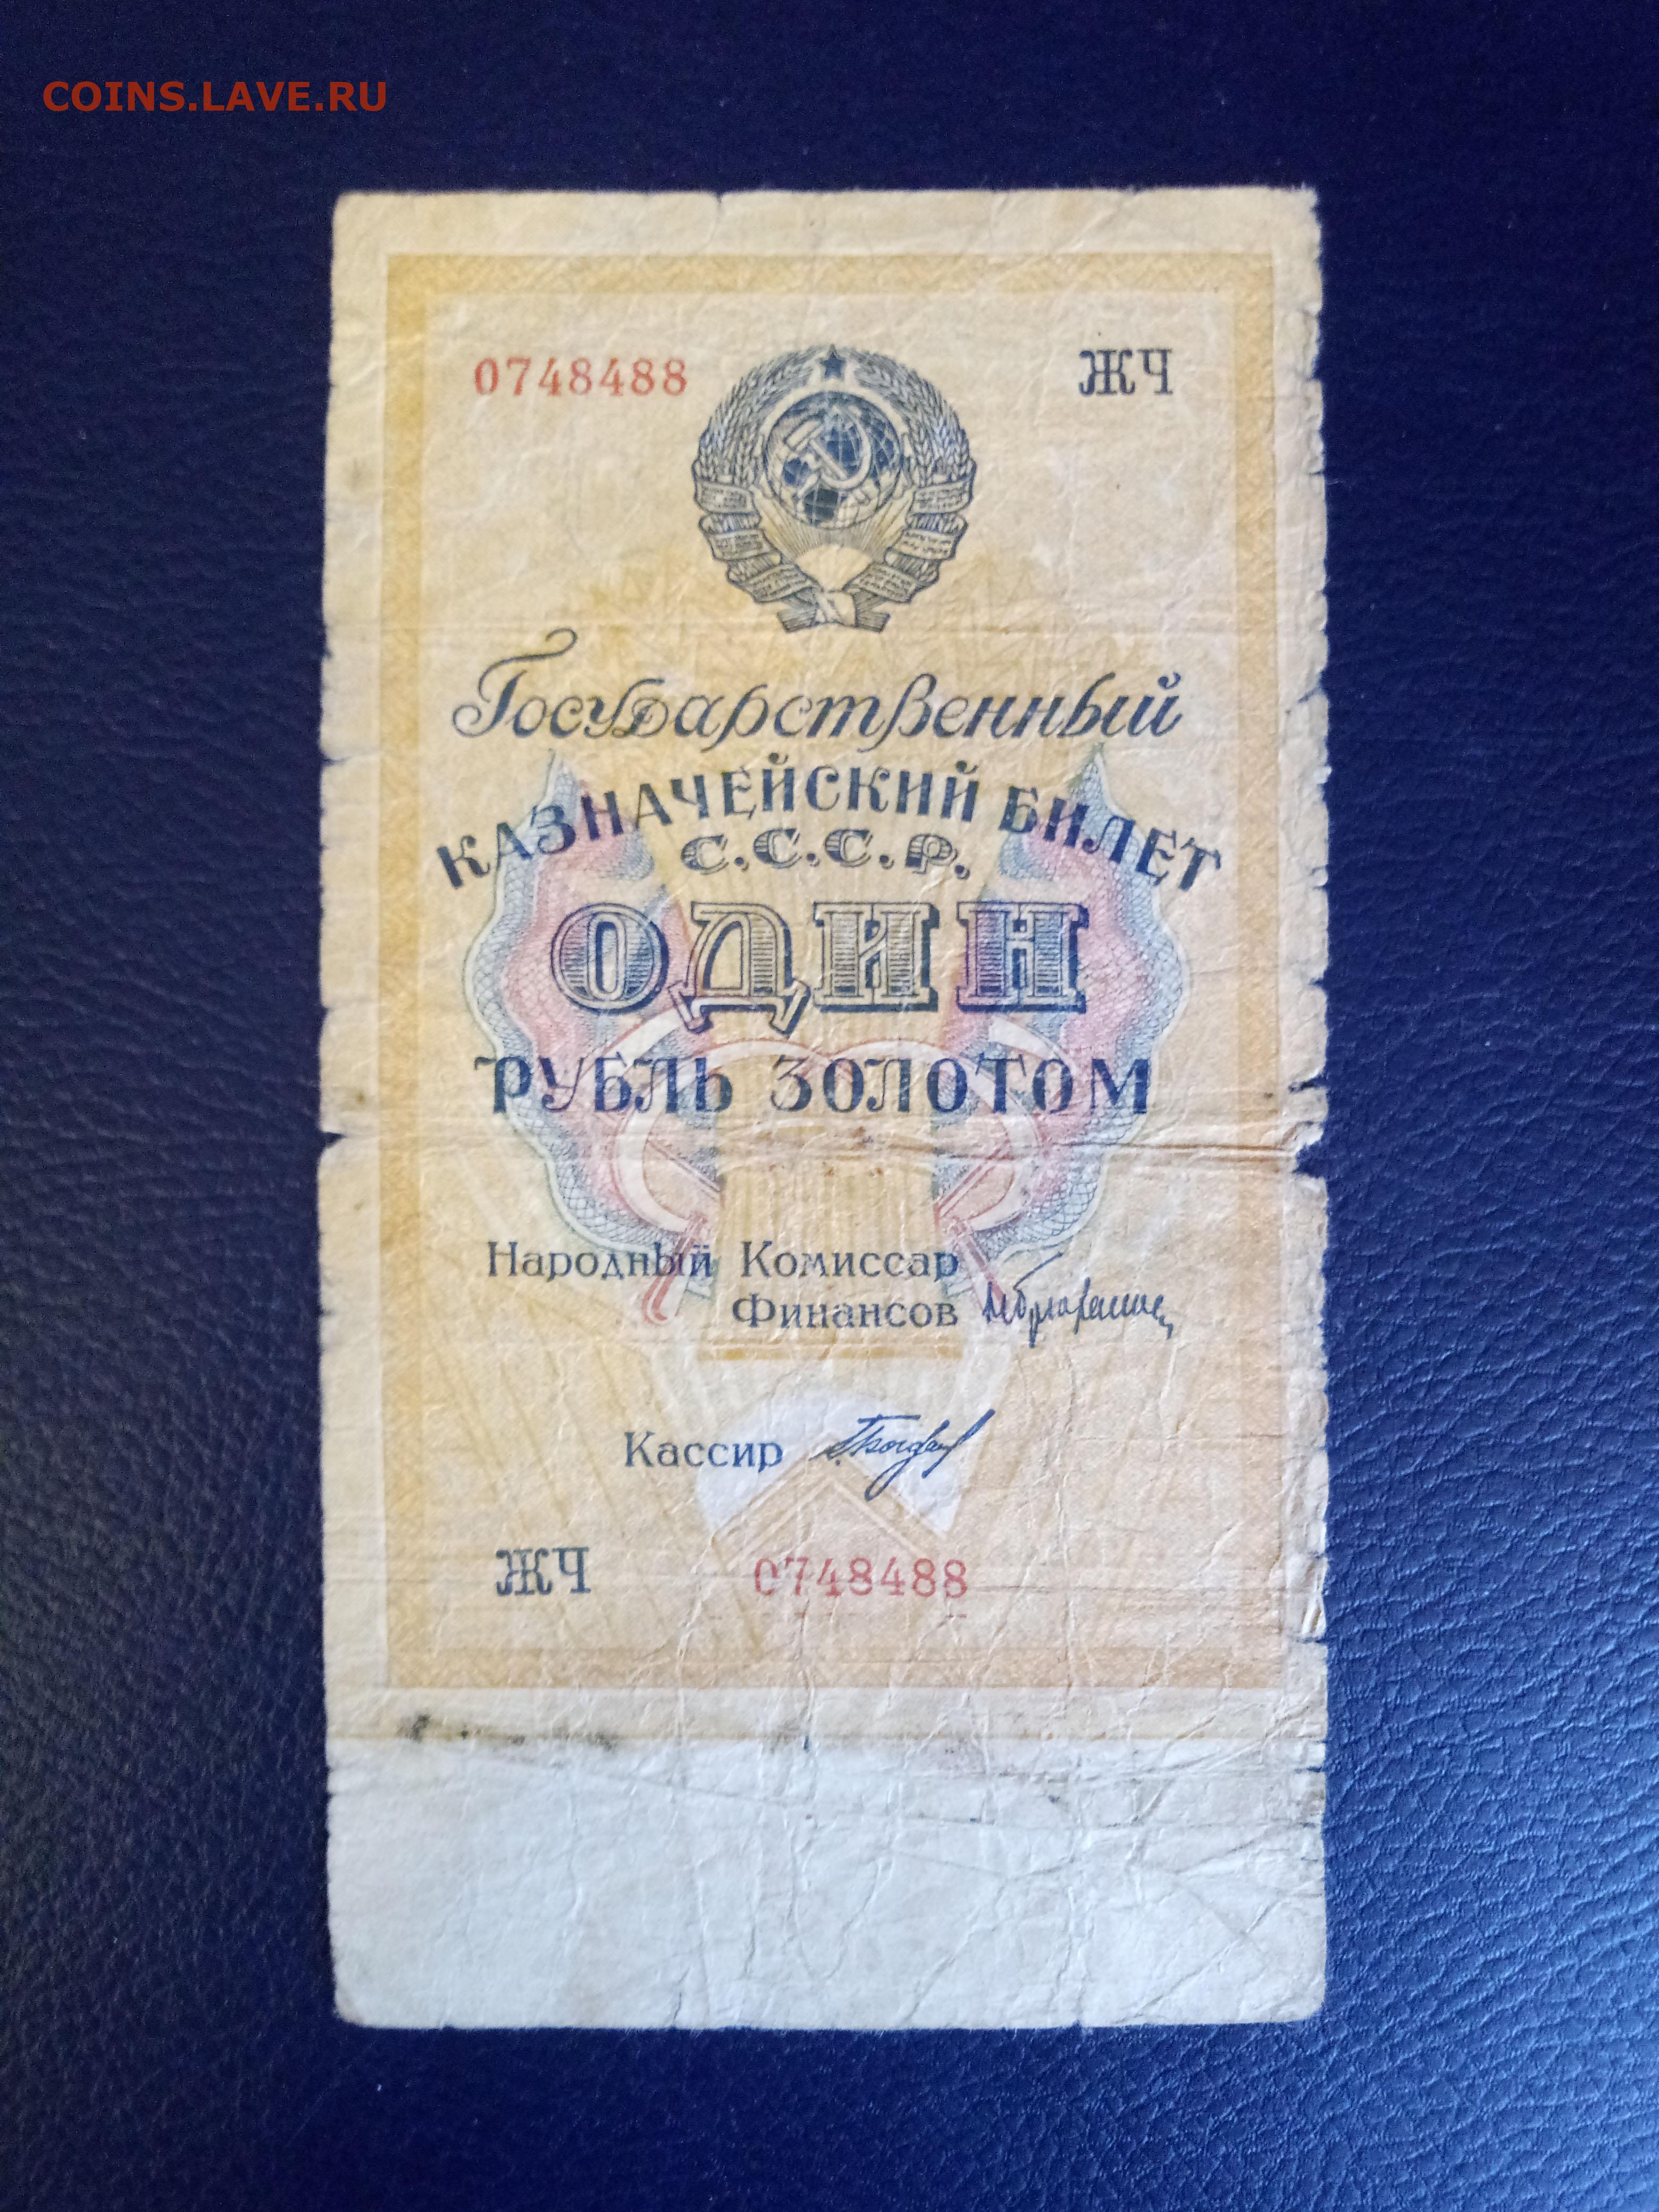 COINS.LAVE.RU
0748488 ЖЧ
Государственный
КАЗНАЧЕЙСКИЙ БИЛЕТ
С.С.С.Р.
ОДИН
РУБЛЬ ЗОЛОТОМ
Народный Комиссар
Финансов
Кассир
ЖЧ 0748488